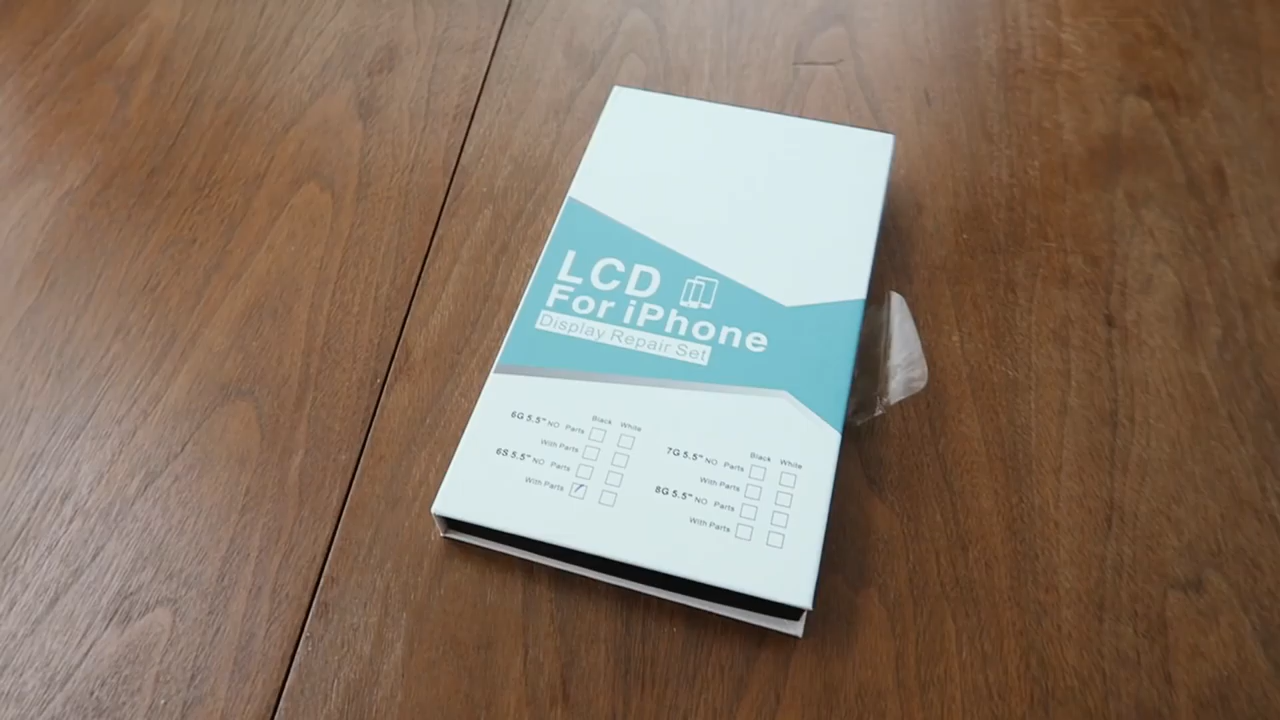 LCD
For iPhone
Display Repair Set
Black White
6G 5.5" NO Parts
With Parts
6S 5.5" NO Parts
With Parts
Black White
7G 5.5" NO Parts
With Parts
8G 5.5" NO Parts
With Parts